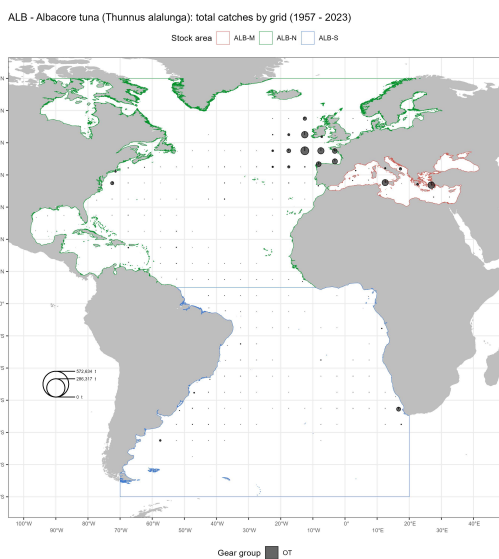 ALB - Albacore tuna (Thunnus alalunga): total catches by grid (1957 - 2023)
Stock area ALB-M ALB-N ALB-S
N
N
N
N
N
N
N
S
S
S
S
S
S
572,634 t
286,317 t
0 t
100°W 90°W 80°W 70°W 60°W 50°W 40°W 30°W 20°W 10°W 0° 10°E 20°E 30°E 40°E
Gear group OT